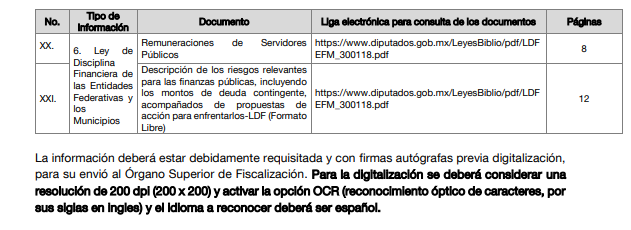 No. Tipo de Información Documento Liga electrónica para consulta de los documentos Páginas
XX. 6. Ley de Disciplina Financiera de las Entidades Federativas y los Municipios
Remuneraciones de Servidores
Públicos
https://www.diputados.gob.mx/LeyesBiblio/pdf/LDF
EFM_300118.pdf
8
XXI.
Descripción de los riesgos relevantes
para las finanzas públicas, incluyendo
los montos de deuda contingente,
acompañados de propuestas de
acción para enfrentarlos-LDF (Formato
Libre)
https://www.diputados.gob.mx/LeyesBiblio/pdf/LDF
EFM_300118.pdf
12
La información deberá estar debidamente requisitada y con firmas autógrafas previa digitalización,
para su envió al Órgano Superior de Fiscalización. Para la digitalización se deberá considerar una
resolución de 200 dpi (200 x 200) y activar la opción OCR (reconocimiento óptico de caracteres, por
sus siglas en ingles) y el idioma a reconocer deberá ser español.